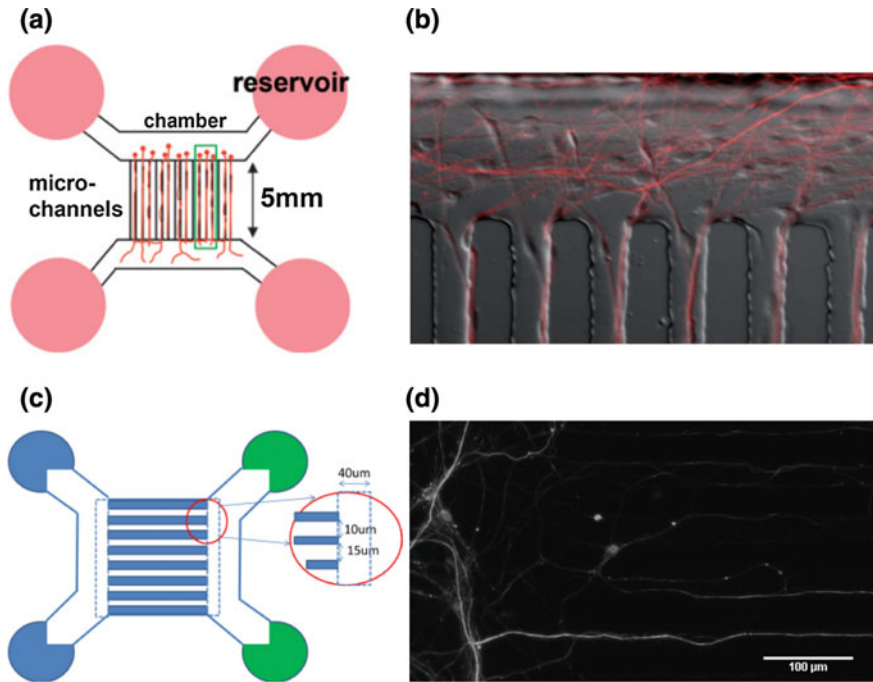 (a)
reservoir
chamber
micro-
channels
5mm
(b)
(c)
40um
10um
15um
(d)
100 µm